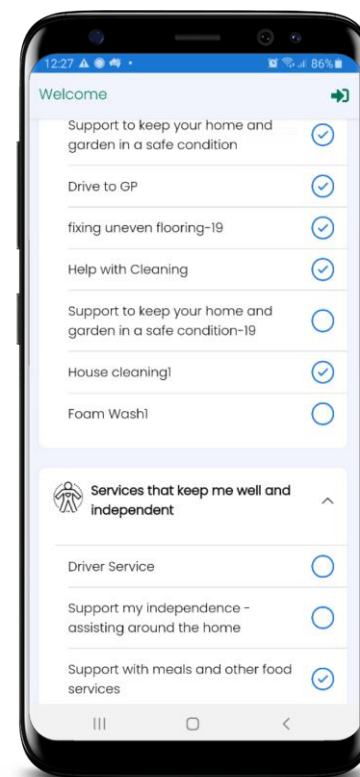 12:27
86%
Welcome
Support to keep your home and
garden in a safe condition
Drive to GP
fixing uneven flooring-19
Help with Cleaning
Support to keep your home and
garden in a safe condition-19
House cleaning1
Foam Wash1
Services that keep me well and
independent
Driver Service
Support my independence -
assisting around the home
Support with meals and other food
services